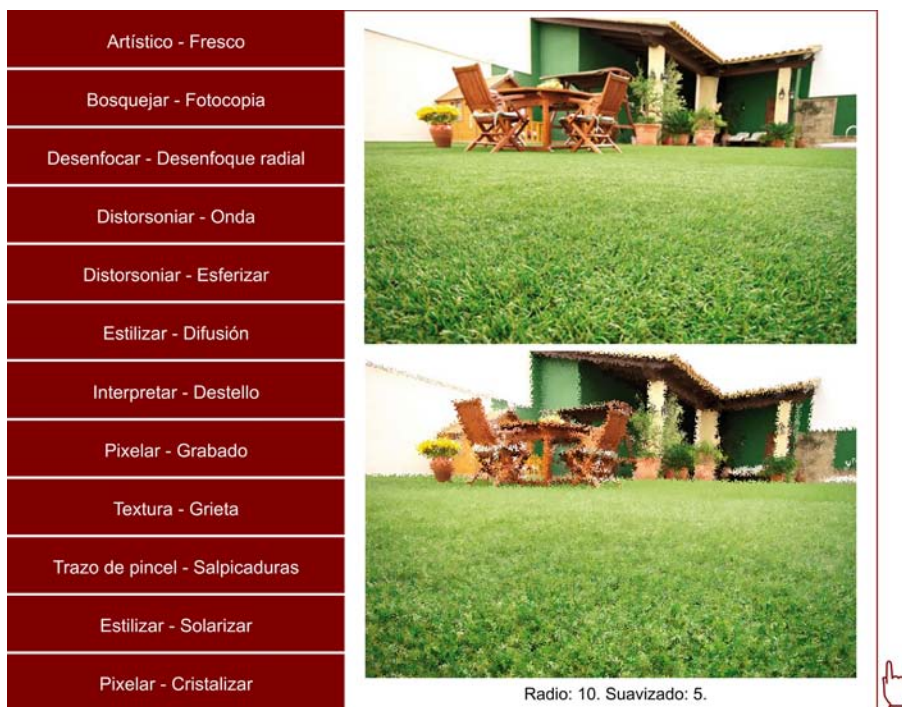 Artístico - Fresco
Bosquejar - Fotocopia
Desenfocar - Desenfoque radial
Distorsoniar - Onda
Distorsoniar - Esferizar
Estilizar - Difusión
Interpretar - Destello
Pixelar - Grabado
Textura - Grieta
Trazo de pincel - Salpicaduras
Estilizar - Solarizar
Pixelar - Cristalizar
Radio: 10. Suavizado: 5.